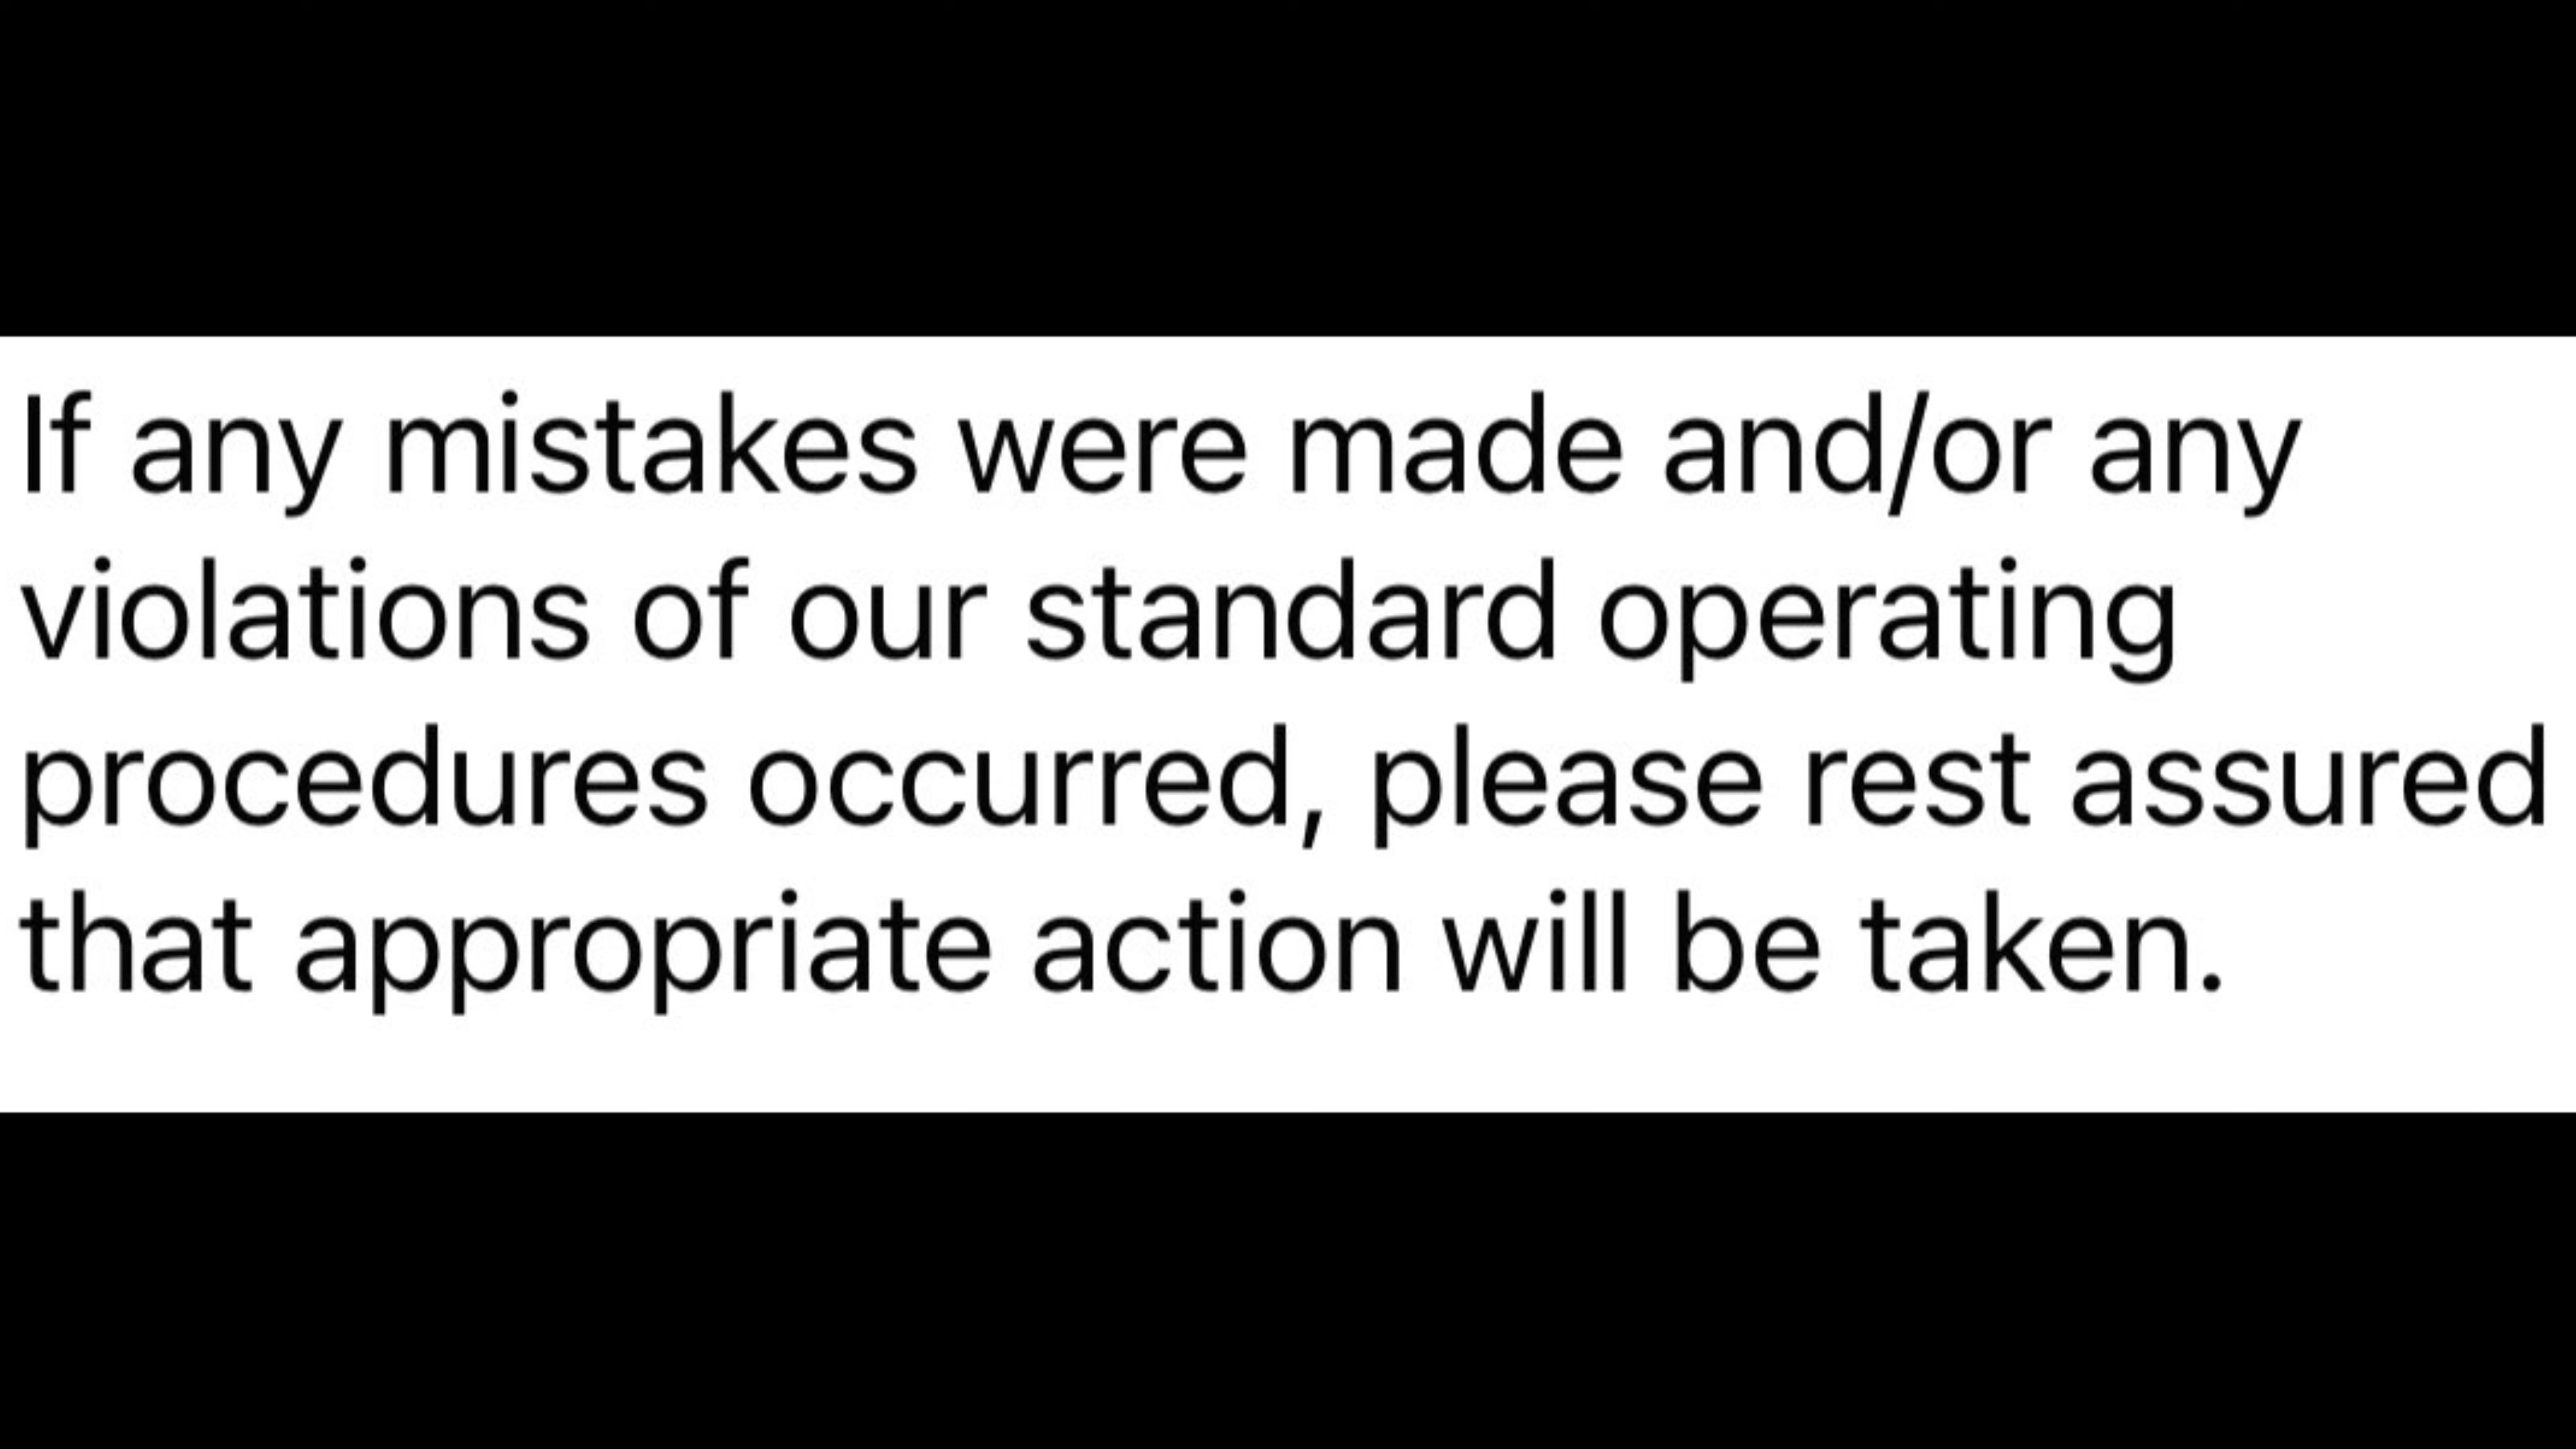 If any mistakes were made and/or any
violations of our standard operating
procedures occurred, please rest assured
that appropriate action will be taken.